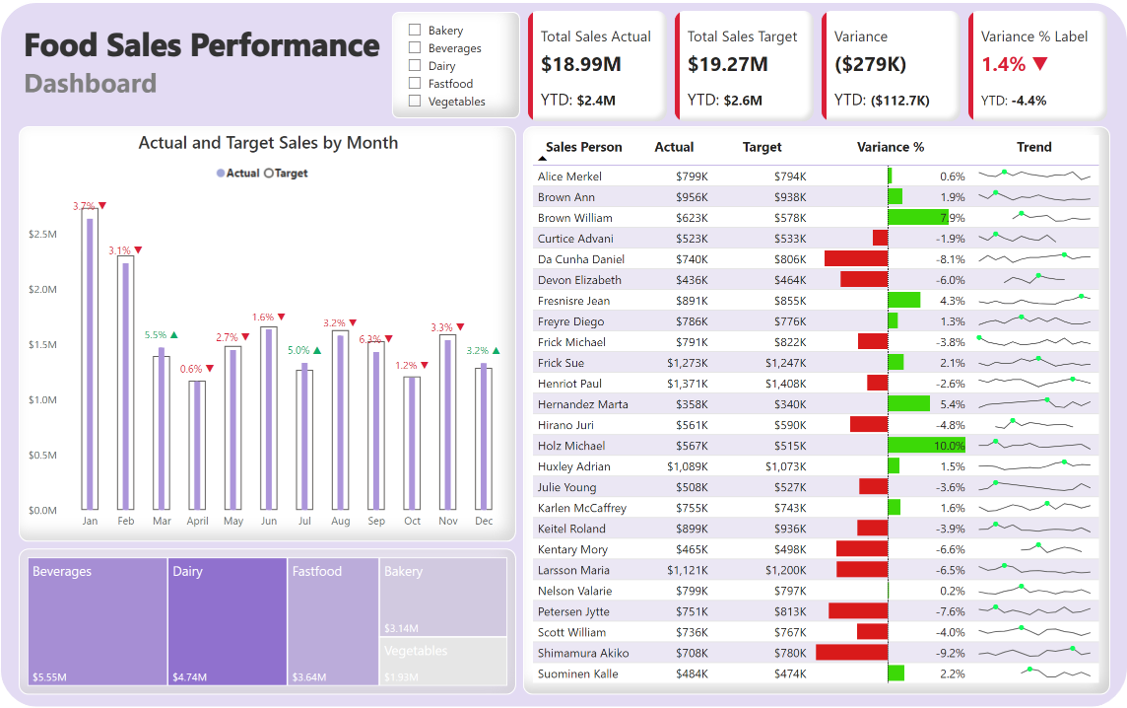 Food Sales Performance
Dashboard
Bakery
Beverages
Dairy
Fastfood
Vegetables
Total Sales Actual
$18.99M
YTD: $2.4M
Total Sales Target
$19.27M
YTD: $2.6M
Variance
($279K)
YTD: ($112.7K)
Variance % Label
1.4% ▼
YTD: -4.4%
Actual and Target Sales by Month
Actual Target
3.7% ▼
3.1% ▼
5.5% ▲
0.6% ▼
2.7% ▼
1.6% ▼
5.0% ▲
3.2% ▼
6.3% ▼
1.2% ▼
3.3% ▼
3.2% ▲
$2.5M
$2.0M
$1.5M
$1.0M
$0.5M
$0.0M
Jan Feb Mar April May Jun Jul Aug Sep Oct Nov Dec
Beverages
$5.55M
Dairy
$4.74M
Fastfood
$3.64M
Bakery
$3.14M
Vegetables
$1.93M
Sales Person Actual Target Variance % Trend
Alice Merkel $799K $794K 0.6%
Brown Ann $956K $938K 1.9%
Brown William $623K $578K 7.9%
Curtice Advani $523K $533K -1.9%
Da Cunha Daniel $740K $806K -8.1%
Devon Elizabeth $436K $464K -6.0%
Fresnisre Jean $891K $855K 4.3%
Freyre Diego $786K $776K 1.3%
Frick Michael $791K $822K -3.8%
Frick Sue $1,273K $1,247K 2.1%
Henriot Paul $1,371K $1,408K -2.6%
Hernandez Marta $358K $340K 5.4%
Hirano Juri $561K $590K -4.8%
Holz Michael $567K $515K 10.0%
Huxley Adrian $1,089K $1,073K 1.5%
Julie Young $508K $527K -3.6%
Karlen McCaffrey $755K $743K 1.6%
Keitel Roland $899K $936K -3.9%
Kentary Mory $465K $498K -6.6%
Larsson Maria $1,121K $1,200K -6.5%
Nelson Valarie $799K $797K 0.2%
Petersen Jytte $751K $813K -7.6%
Scott William $736K $767K -4.0%
Shimamura Akiko $708K $780K -9.2%
Suominen Kalle $484K $474K 2.2%